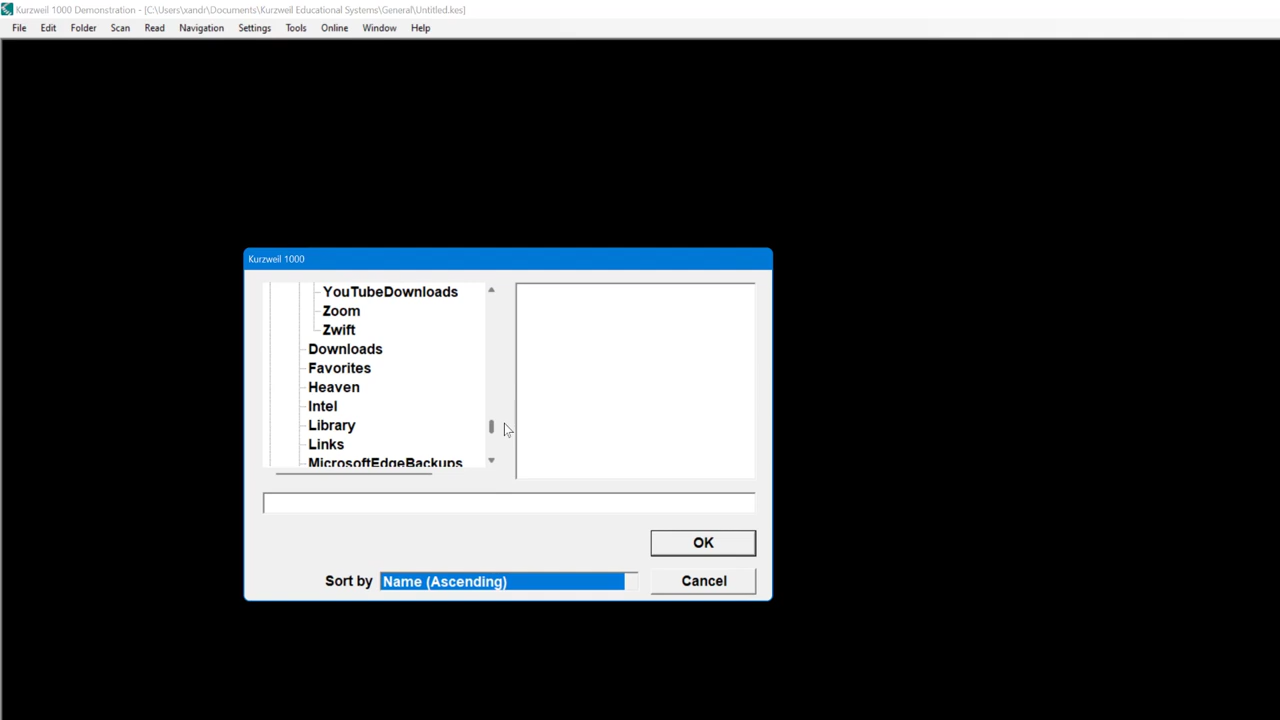 Kurzweil 1000 Demonstration - [C:\Users\xandr\Documents\Kurzweil Educational Systems\General\Untitled.kes]
File Edit Folder Scan Read Navigation Settings Tools Online Window Help
Kurzweil 1000
YouTubeDownloads
Zoom
Zwift
Downloads
Favorites
Heaven
Intel
Library
Links
MicrosoftEdgeBackups
OK
Sort by Name (Ascending) Cancel